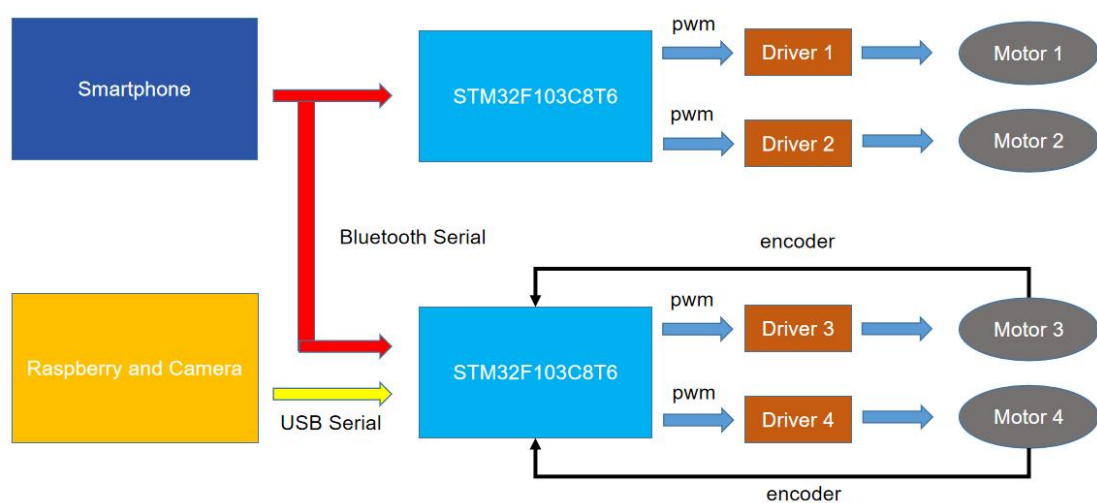 Smartphone
STM32F103C8T6
pwm
Driver 1
Motor 1
pwm
Driver 2
Motor 2
Bluetooth Serial
encoder
Raspberry and Camera
USB Serial
STM32F103C8T6
pwm
Driver 3
Motor 3
pwm
Driver 4
Motor 4
encoder